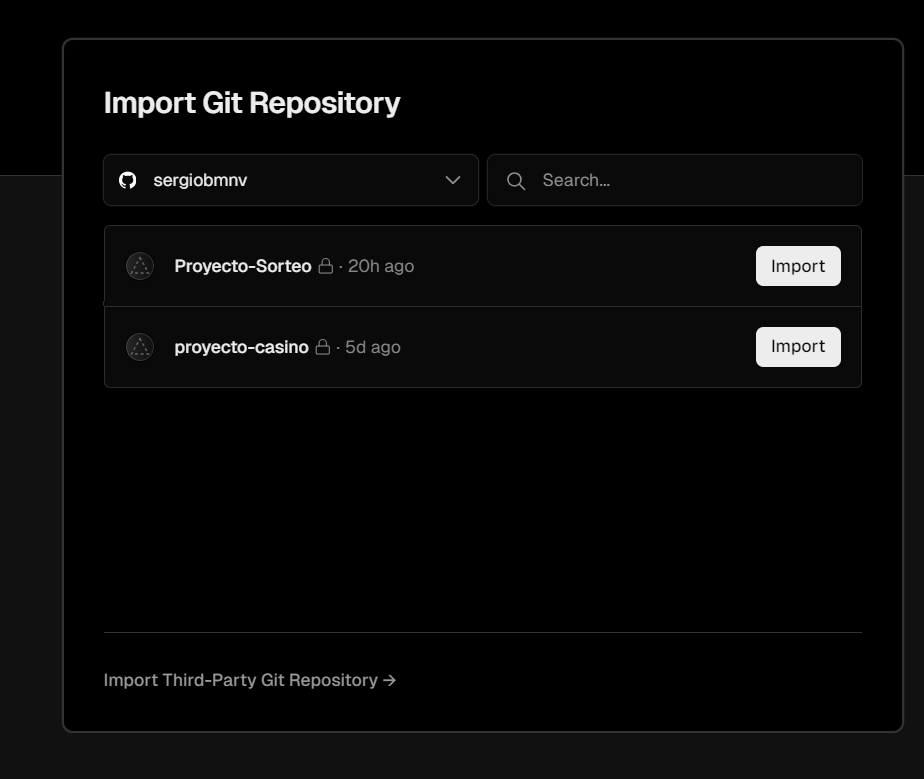 Import Git Repository
sergiobmnv
Search...
Proyecto-Sorteo · 20h ago
Import
proyecto-casino · 5d ago
Import
Import Third-Party Git Repository →